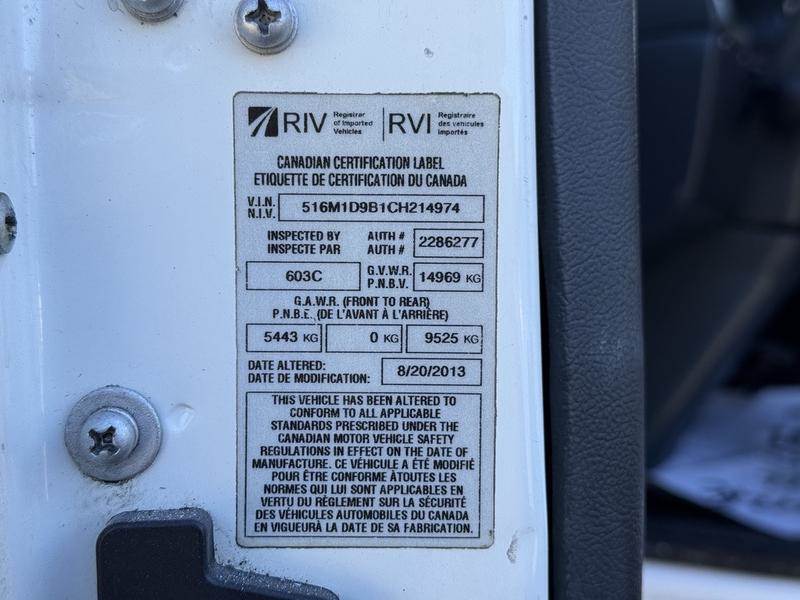 RIV Registrar of Imported Vehicles RVI Registraire des véhicules importés
CANADIAN CERTIFICATION LABEL
ETIQUETTE DE CERTIFICATION DU CANADA
V.I.N.
N.I.V. 516M1D9B1CH214974
INSPECTED BY AUTH #
INSPECTE PAR AUTH # 2286277
603C G.V.W.R. P.N.B.V. 14969 KG
G.A.W.R. (FRONT TO REAR)
P.N.B.E. (DE L'AVANT À L'ARRIÈRE)
5443 KG 0 KG 9525 KG
DATE ALTERED:
DATE DE MODIFICATION: 8/20/2013
THIS VEHICLE HAS BEEN ALTERED TO
CONFORM TO ALL APPLICABLE
STANDARDS PRESCRIBED UNDER THE
CANADIAN MOTOR VEHICLE SAFETY
REGULATIONS IN EFFECT ON THE DATE OF
MANUFACTURE. CE VÉHICULE A ÉTÉ MODIFIÉ
POUR ÊTRE CONFORME ÀTOUTES LES
NORMES QUI LUI SONT APPLICABLES EN
VERTU DU RÈGLEMENT SUR LA SÉCURITÉ
DES VÉHICULES AUTOMOBILES DU CANADA
EN VIGUEURÀ LA DATE DE SA FABRICATION.